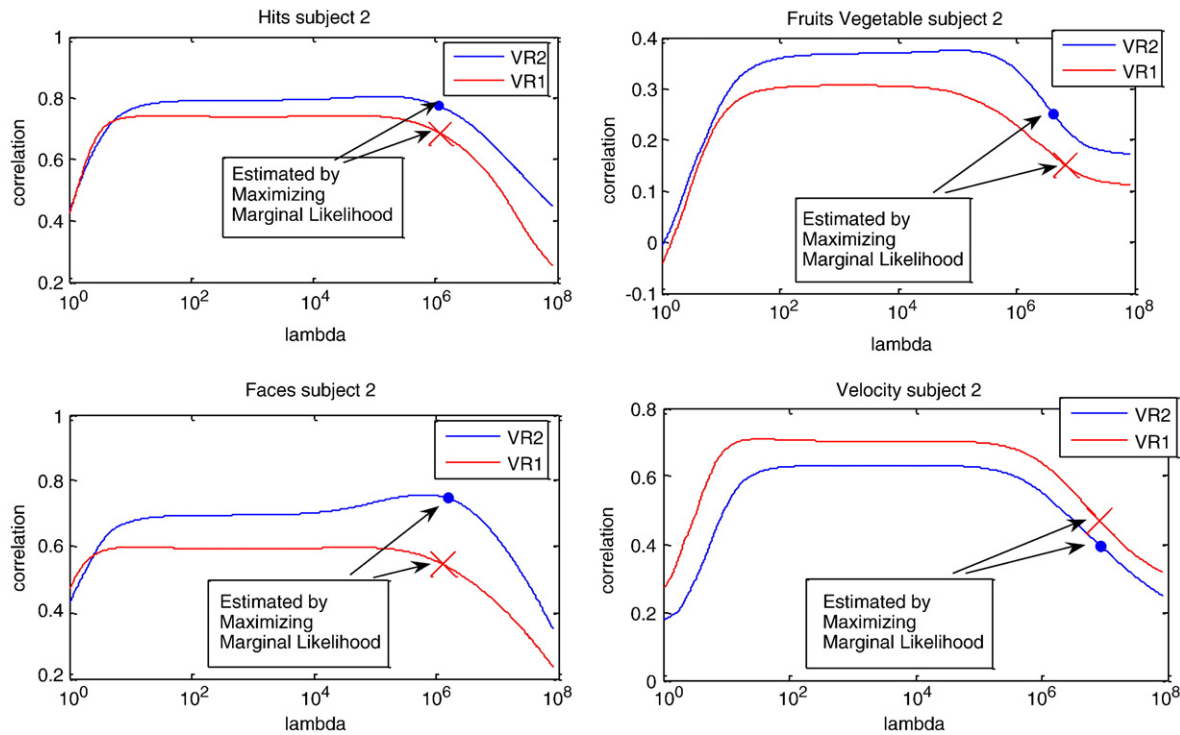 Hits subject 2
1
0.8
0.6
0.4
0.2
correlation
VR2
VR1
Estimated by
Maximizing
Marginal Likelihood
10^0
10^2
10^4
10^6
10^8
lambda
Fruits Vegetable subject 2
0.4
0.3
0.2
0.1
0
-0.1
correlation
VR2
VR1
Estimated by
Maximizing
Marginal Likelihood
10^0
10^2
10^4
10^6
10^8
lambda
Faces subject 2
1
0.8
0.6
0.4
0.2
correlation
VR2
VR1
Estimated by
Maximizing
Marginal Likelihood
10^0
10^2
10^4
10^6
10^8
lambda
Velocity subject 2
0.8
0.6
0.4
0.2
0
correlation
VR2
VR1
Estimated by
Maximizing
Marginal Likelihood
10^0
10^2
10^4
10^6
10^8
lambda